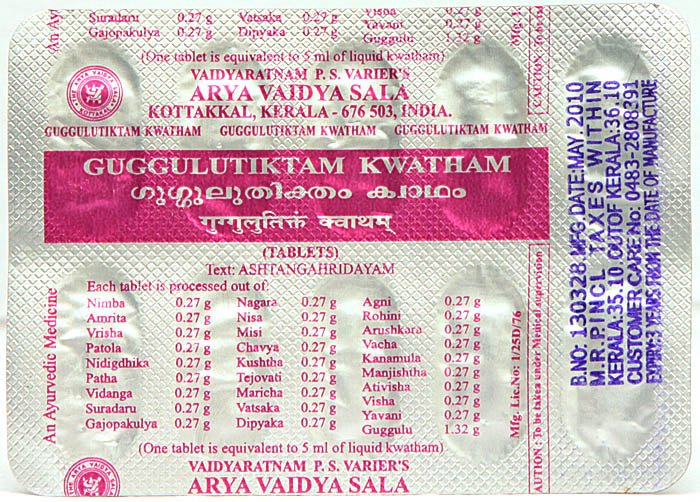 Suradaru 0.27 g Vatsaka 0.27 g Visha 0.27 g
Gajopakulya 0.27 g Dipyaka 0.27 g Yavani 0.27 g
Guggulu 1.32 g
(One tablet is equivalent to 5 ml of liquid kwatham)
VAIDYARATNAM P. S. VARIER'S
ARYA VAIDYA SALA
KOTTAKKAL, KERALA - 676 503, INDIA.
GUGGULUTIKTAM KWATHAM GUGGULUTIKTAM KWATHAM GUGGULUTIKTAM KWATHAM
GUGGULUTIKTAM KWATHAM
ഗുഗ്ഗുലുതിക്തം ക്വാഥം
गुग्गुलुतिक्तं क्वाथम्
(TABLETS)
Text: ASHTANGAHRIDAYAM
Each tablet is processed out of:
Nimba 0.27 g Nagara 0.27 g Agni 0.27 g
Amrita 0.27 g Nisa 0.27 g Rohini 0.27 g
Vrisha 0.27 g Misi 0.27 g Arushkara 0.27 g
Patola 0.27 g Chavya 0.27 g Vacha 0.27 g
Nidigdhika 0.27 g Kushtha 0.27 g Kanamula 0.27 g
Patha 0.27 g Tejovati 0.27 g Manjishtha 0.27 g
Vidanga 0.27 g Maricha 0.27 g Ativisha 0.27 g
Suradaru 0.27 g Vatsaka 0.27 g Visha 0.27 g
Gajopakulya 0.27 g Dipyaka 0.27 g Yavani 0.27 g
Guggulu 1.32 g
(One tablet is equivalent to 5 ml of liquid kwatham)
VAIDYARATNAM P. S. VARIER'S
ARYA VAIDYA SALA
An Ay
An Ayurvedic Medicine
Mfg. Lic.No: 1/25D/76
AUTION : To be taken under Medical supervision
Mfg. L
CAUTION : To be
B.NO: 130328.MFG.DATE:MAY.2010
M.R.P.INCL TAXES WITHIN
KERALA:35.10 OUTOF KERALA:36.10
CUSTOMER CARE No: 0483-2808391
EXPIRY:3 YEARS FROM THE DATE OF MANUFACTURE